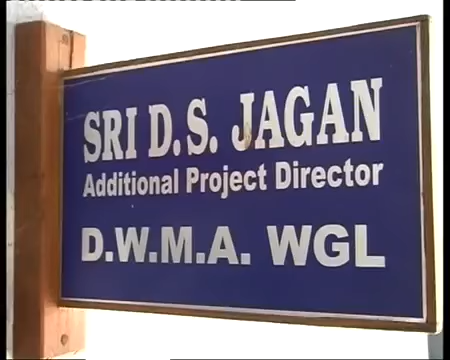 SRI D.S. JAGAN
Additional Project Director
D.W.M.A. WGL